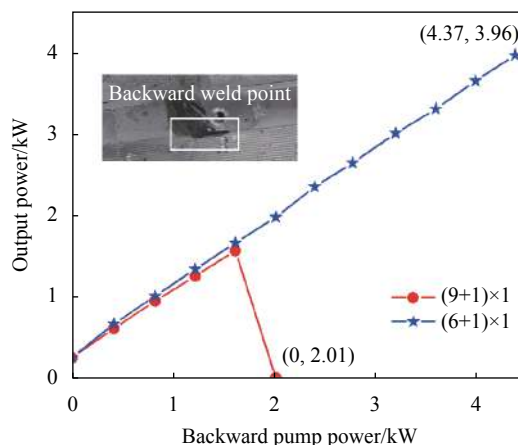 Output power/kW
4
3
2
1
0
(4.37, 3.96)
Backward weld point
(9+1)×1
(6+1)×1
(0, 2.01)
0 1 2 3 4
Backward pump power/kW